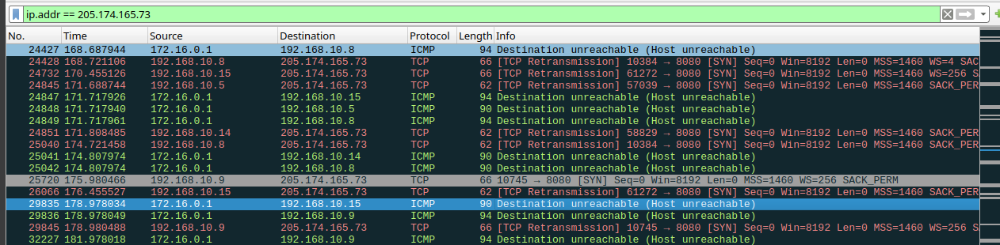 ip.addr == 205.174.165.73
No. Time Source Destination Protocol Length Info
24427 168.687944 172.16.0.1 192.168.10.8 ICMP 94 Destination unreachable (Host unreachable)
24428 168.721106 192.168.10.8 205.174.165.73 TCP 66 [TCP Retransmission] 10384 → 8080 [SYN] Seq=0 Win=8192 Len=0 MSS=1460 WS=4 SAC
24732 170.455126 192.168.10.15 205.174.165.73 TCP 66 [TCP Retransmission] 61272 → 8080 [SYN] Seq=0 Win=8192 Len=0 MSS=1460 WS=256 S
24845 171.688744 192.168.10.5 205.174.165.73 TCP 62 [TCP Retransmission] 57039 → 8080 [SYN] Seq=0 Win=8192 Len=0 MSS=1460 SACK_PERM
24847 171.717926 172.16.0.1 192.168.10.15 ICMP 94 Destination unreachable (Host unreachable)
24848 171.717940 172.16.0.1 192.168.10.5 ICMP 90 Destination unreachable (Host unreachable)
24849 171.717961 172.16.0.1 192.168.10.8 ICMP 94 Destination unreachable (Host unreachable)
24851 171.808485 192.168.10.14 205.174.165.73 TCP 62 [TCP Retransmission] 58829 → 8080 [SYN] Seq=0 Win=8192 Len=0 MSS=1460 SACK_PER
25040 174.721458 192.168.10.8 205.174.165.73 TCP 62 [TCP Retransmission] 10384 → 8080 [SYN] Seq=0 Win=8192 Len=0 MSS=1460 SACK_PER
25041 174.807974 172.16.0.1 192.168.10.14 ICMP 90 Destination unreachable (Host unreachable)
25042 174.807974 172.16.0.1 192.168.10.8 ICMP 90 Destination unreachable (Host unreachable)
25720 175.980466 192.168.10.9 205.174.165.73 TCP 66 10745 → 8080 [SYN] Seq=0 Win=8192 Len=0 MSS=1460 WS=256 SACK_PERM
26066 176.455527 192.168.10.15 205.174.165.73 TCP 62 [TCP Retransmission] 61272 → 8080 [SYN] Seq=0 Win=8192 Len=0 MSS=1460 SACK_PER
29835 178.978034 172.16.0.1 192.168.10.15 ICMP 90 Destination unreachable (Host unreachable)
29836 178.978049 172.16.0.1 192.168.10.9 ICMP 94 Destination unreachable (Host unreachable)
29845 178.980488 192.168.10.9 205.174.165.73 TCP 66 [TCP Retransmission] 10745 → 8080 [SYN] Seq=0 Win=8192 Len=0 MSS=1460 WS=256 S
32227 181.978018 172.16.0.1 192.168.10.9 ICMP 94 Destination unreachable (Host unreachable)